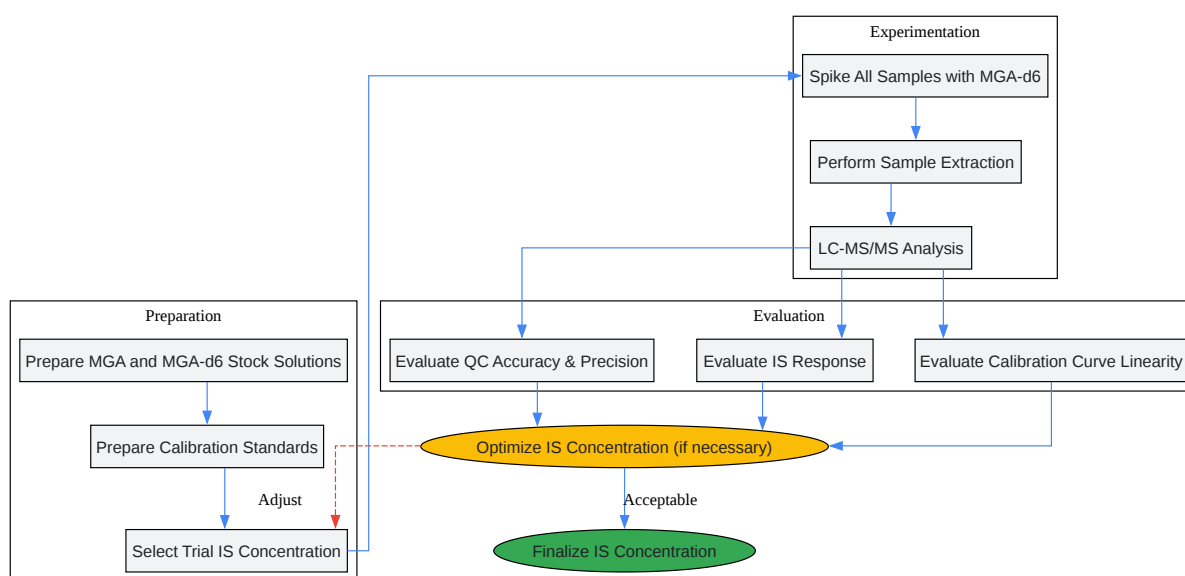 Experimentation
Spike All Samples with MGA-d6
Perform Sample Extraction
LC-MS/MS Analysis
Preparation
Evaluation
Prepare MGA and MGA-d6 Stock Solutions
Evaluate QC Accuracy & Precision
Evaluate IS Response
Evaluate Calibration Curve Linearity
Prepare Calibration Standards
Optimize IS Concentration (if necessary)
Adjust
Acceptable
Select Trial IS Concentration
Finalize IS Concentration